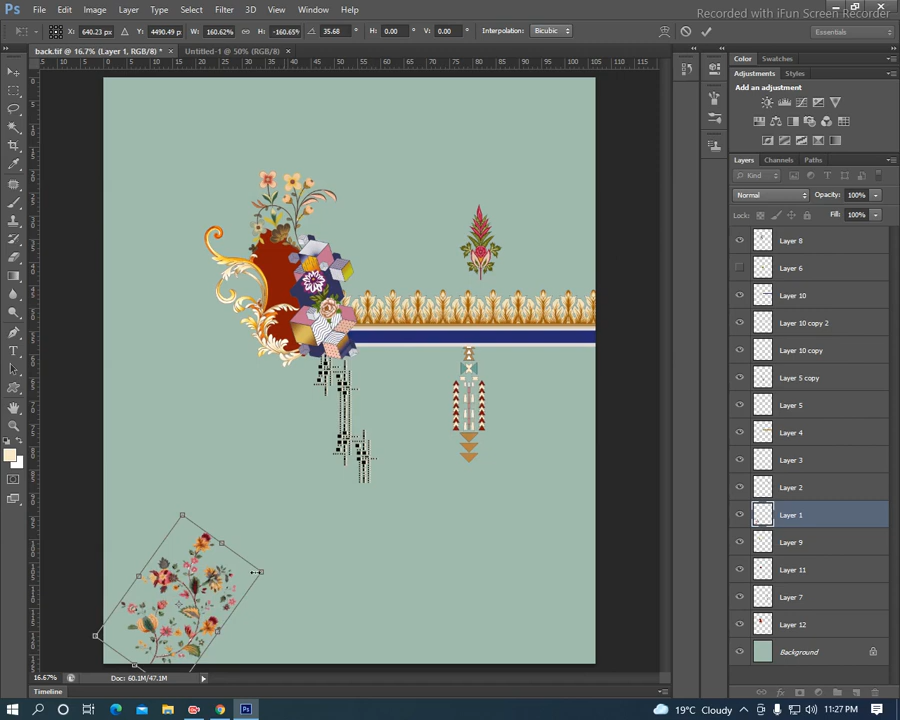 Ps File Edit Image Layer Type Select Filter 3D View Window Help
Recorded with iFun Screen Recorder
X: 640.23 px Y: 4490.49 px W: 160.62% H: -160.65% 35.68 H: 0.00 V: 0.00 Interpolation: Bicubic Essentials
back.tif @ 16.7% (Layer 1, RGB/8) * × Untitled-1 @ 50% (RGB/8) ×
Color Swatches
Adjustments Styles
Add an adjustment
Layers Channels Paths
Kind
Normal Opacity: 100%
Lock: Fill: 100%
Layer 8
Layer 6
Layer 10
Layer 10 copy 2
Layer 10 copy
Layer 5 copy
Layer 5
Layer 4
Layer 3
Layer 2
Layer 1
Layer 9
Layer 11
Layer 7
Layer 12
Background
16.67% Doc: 60.1M/47.1M
Timeline
19°C Cloudy 11:27 PM